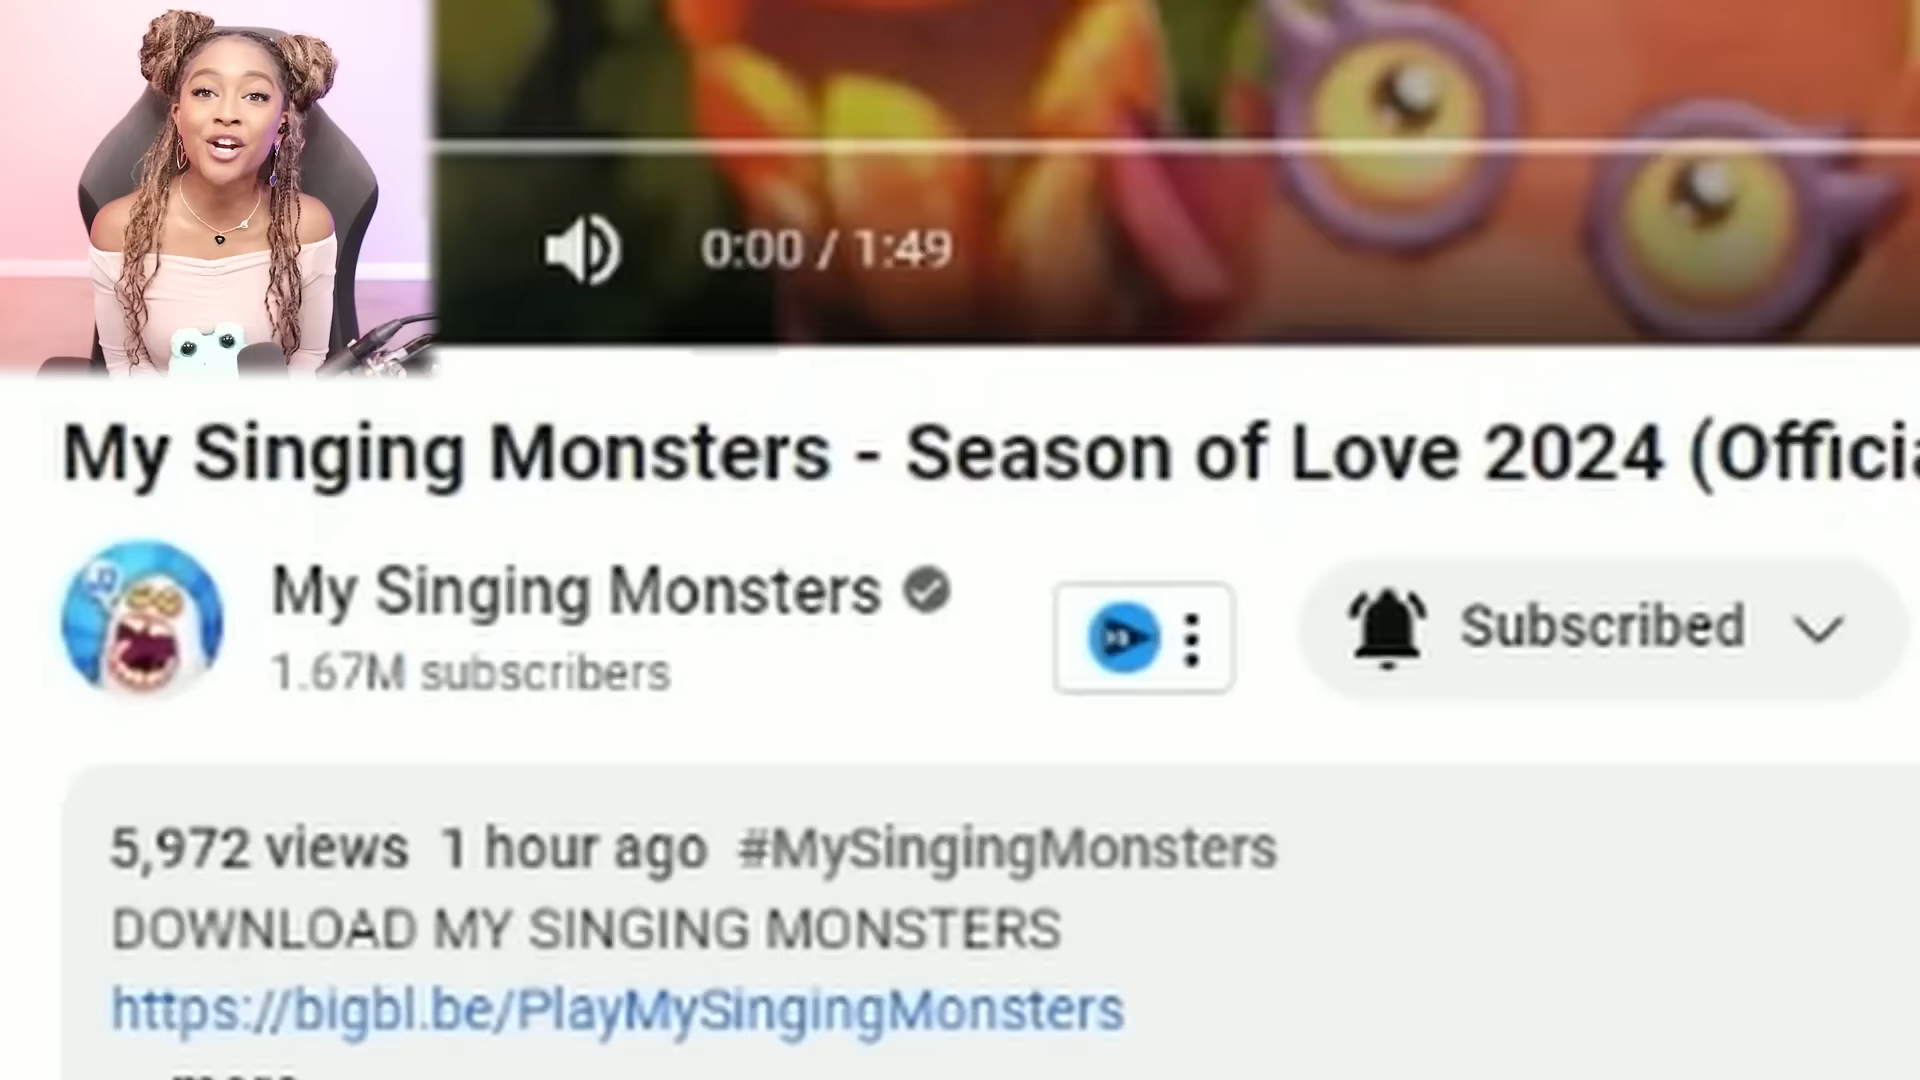 0:00 / 1:49
My Singing Monsters - Season of Love 2024 (Officia
My Singing Monsters
1.67M subscribers
Subscribed
5,972 views 1 hour ago #MySingingMonsters
DOWNLOAD MY SINGING MONSTERS
https://bigbl.be/PlayMySingingMonsters